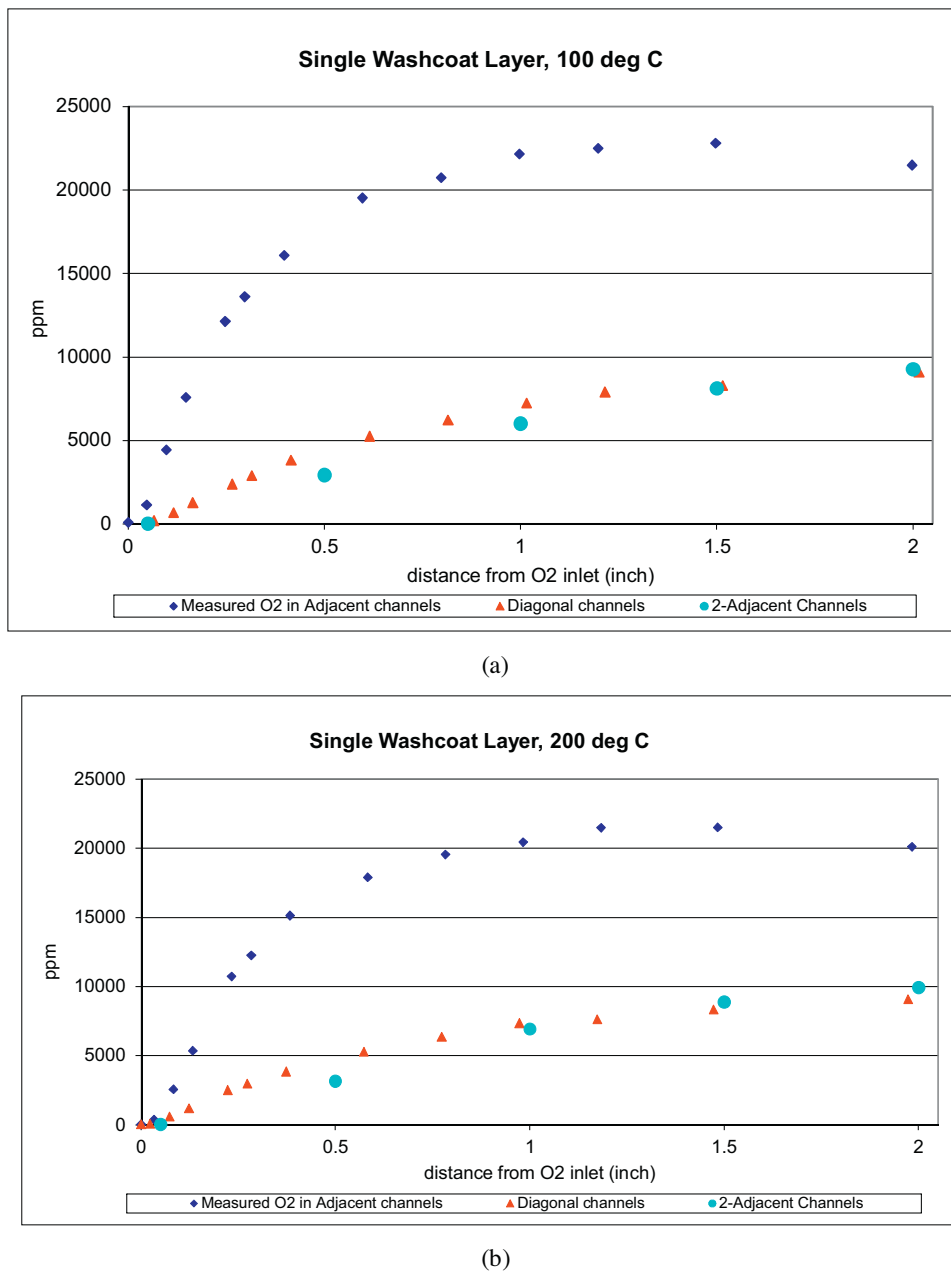 Single Washcoat Layer, 100 deg C
25000
20000
15000
10000
5000
0
ppm
0 0.5 1 1.5 2
distance from O2 inlet (inch)
Measured O2 in Adjacent channels Diagonal channels 2-Adjacent Channels
(a)
Single Washcoat Layer, 200 deg C
25000
20000
15000
10000
5000
0
ppm
0 0.5 1 1.5 2
distance from O2 inlet (inch)
Measured O2 in Adjacent channels Diagonal channels 2-Adjacent Channels
(b)